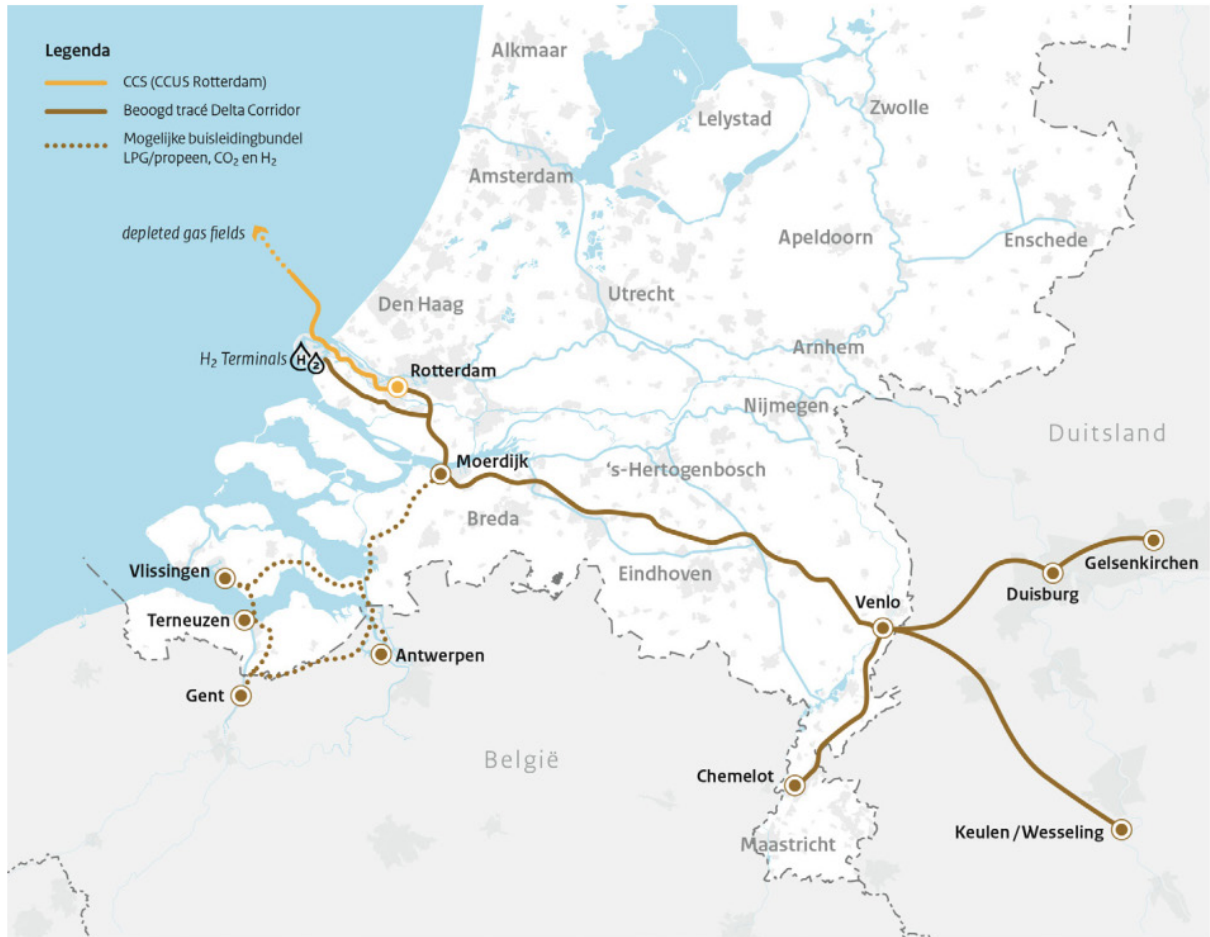 Legenda
CCS (CCUS Rotterdam)
Beoogd tracé Delta Corridor
Mogelijke buisleidingbundel
LPG/propeen, CO₂ en H₂
Alkmaar
Zwolle
Lelystad
Amsterdam
depleted gas fields
Apeldoorn
Enschede
Den Haag
Utrecht
H₂ Terminals
H
2
Arnhem
Rotterdam
Nijmegen
Duitsland
Moerdijk
's-Hertogenbosch
Breda
Vlissingen
Eindhoven
Gelsenkirchen
Duisburg
Venlo
Terneuzen
Antwerpen
Gent
België
Chemelot
Keulen/Wesseling
Maastricht